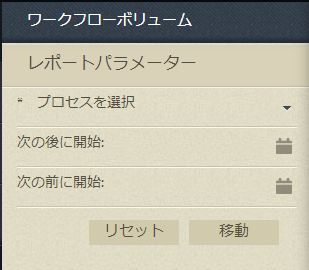 ワークフローボリューム
レポートパラメーター
* プロセスを選択
次の後に開始:
次の前に開始:
リセット 移動